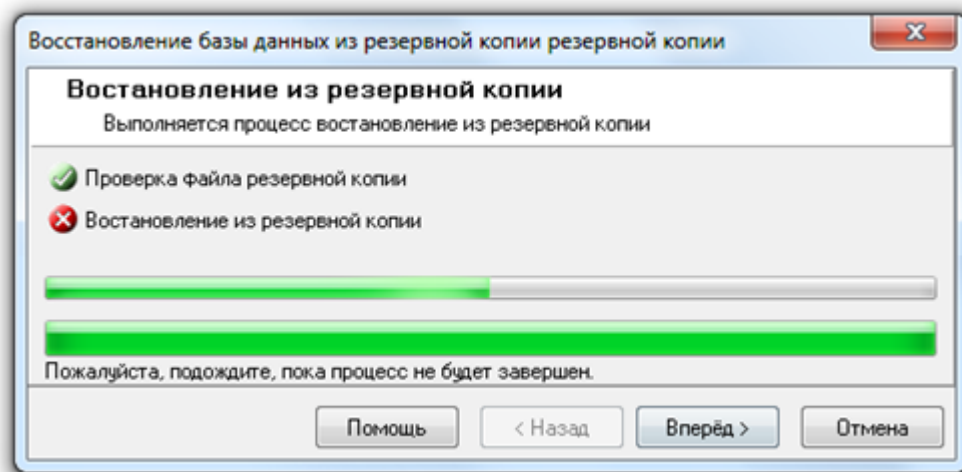 Восстановление базы данных из резервной копии резервной копии
Востановление из резервной копии
Выполняется процесс востановление из резервной копии
Проверка файла резервной копии
Востановление из резервной копии
Пожалуйста, подождите, пока процесс не будет завершен.
Помощь
< Назад
Вперёд >
Отмена